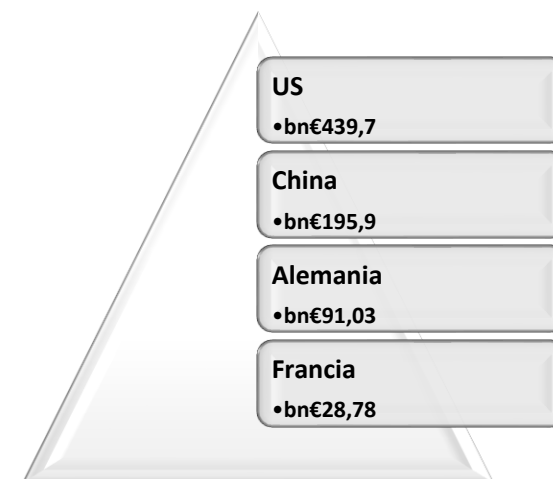 US
•bn€439,7
China
•bn€195,9
Alemania
•bn€91,03
Francia
•bn€28,78